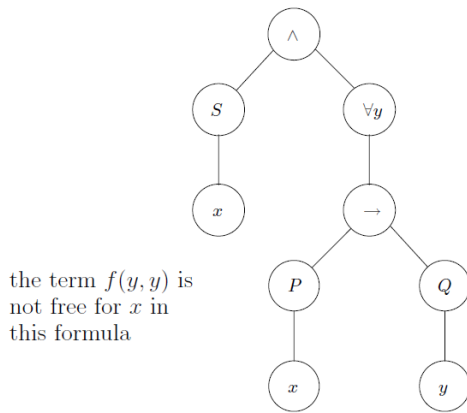 ∧
S ∀y
x →
the term f(y, y) is
not free for x in
this formula
P Q
x y